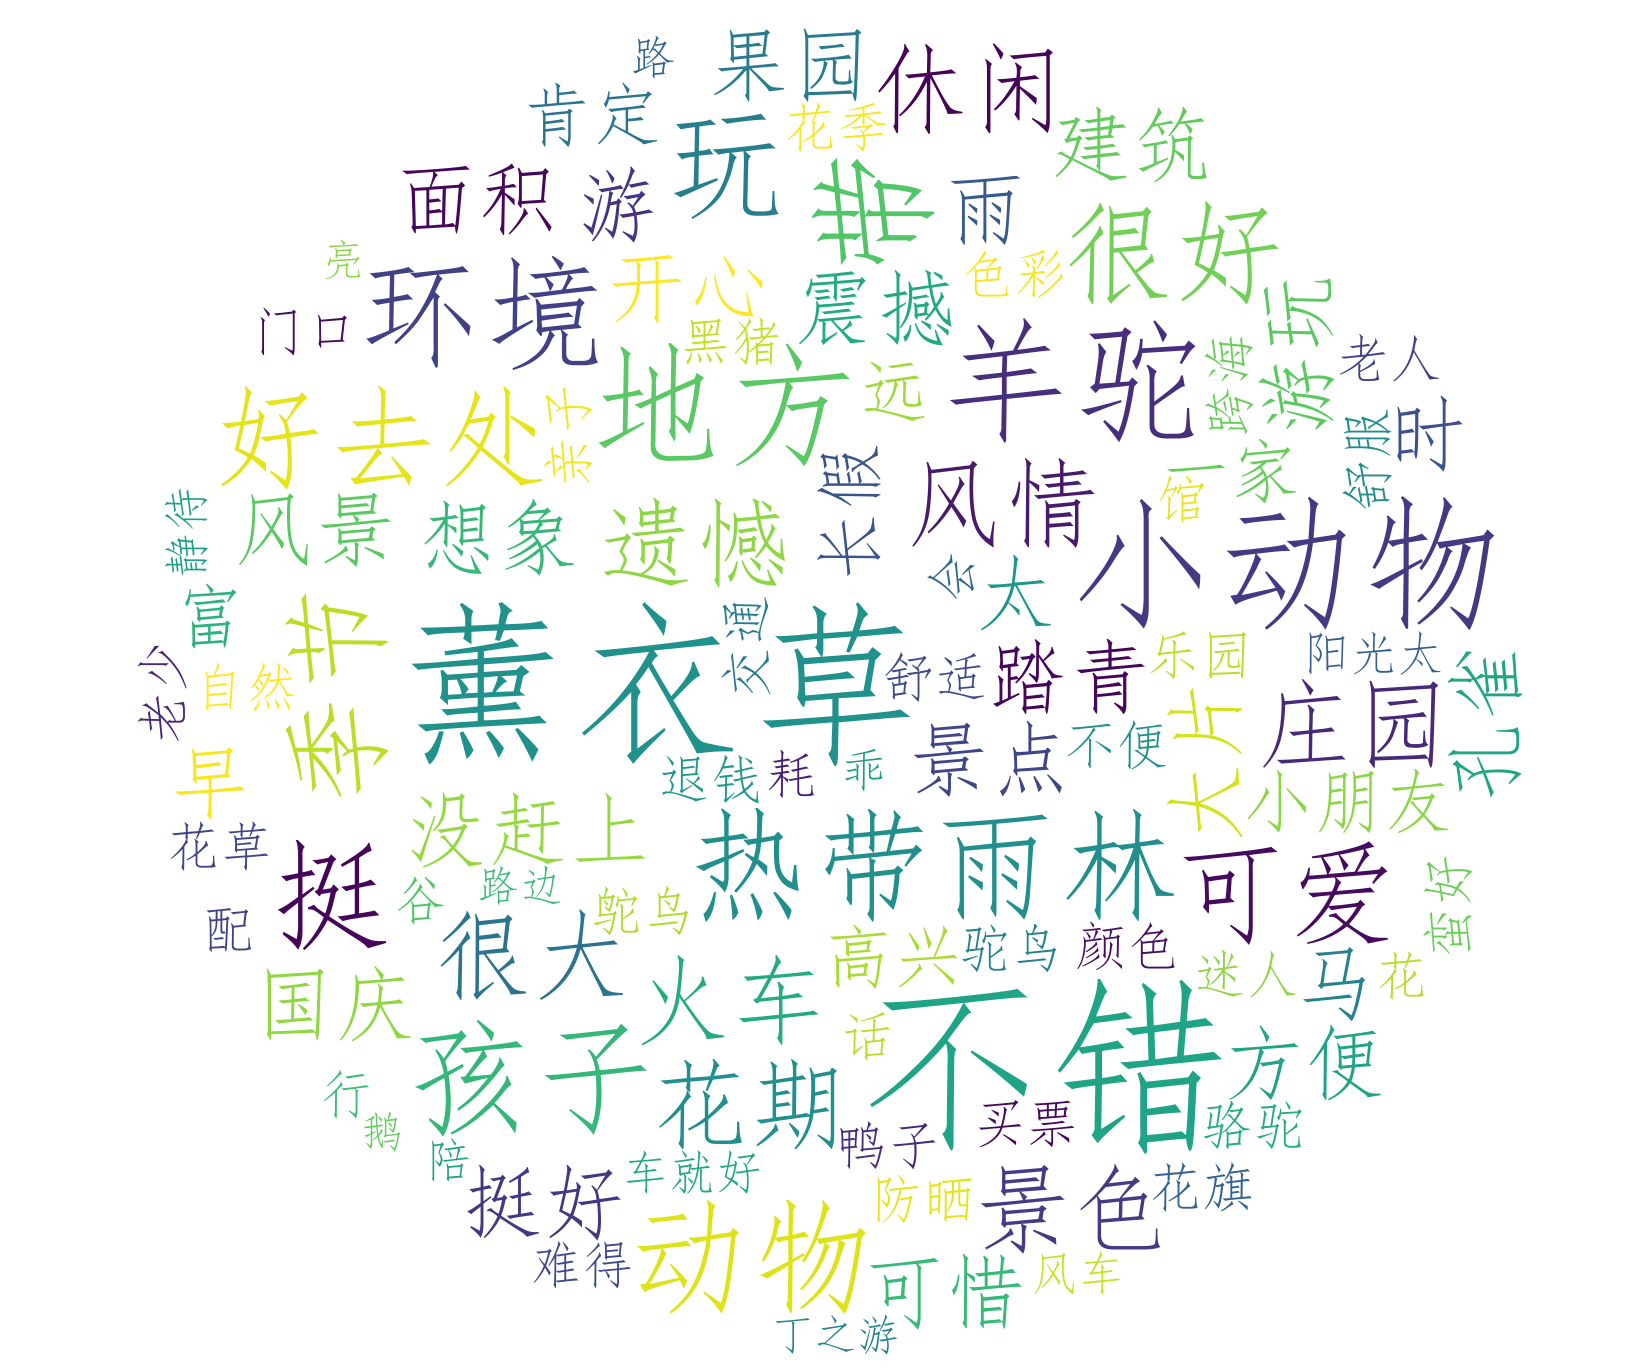 路
果园
休闲
肯定
花季
玩
建筑
面积
游
带
雨
很好
亮
环境
开心
震撼
色彩
游玩
门口
黑猪
羊驼
跨海
老人
地方
远
好去处
亲子
舒服
时
长假
风情
馆
家
静待
风景
想象
遗憾
小动物
会
太
富
季节
薰衣草
交通
老少
自然
舒适
踏青
乐园
阳光太
孔雀
早
退钱
耗
乖
景点
不便
大片
庄园
小朋友
花草
没赶上
热带雨林
挺
可爱
谷
路边
鸵鸟
蛮好
配
很大
高兴
驼鸟
颜色
迷人
马
花
国庆
火车
不错
话
孩子
方便
行
花期
鹅
陪
鸭子
买票
骆驼
挺好
车就好
防晒
景色
花旗
难得
动物
可惜
风车
丁之游